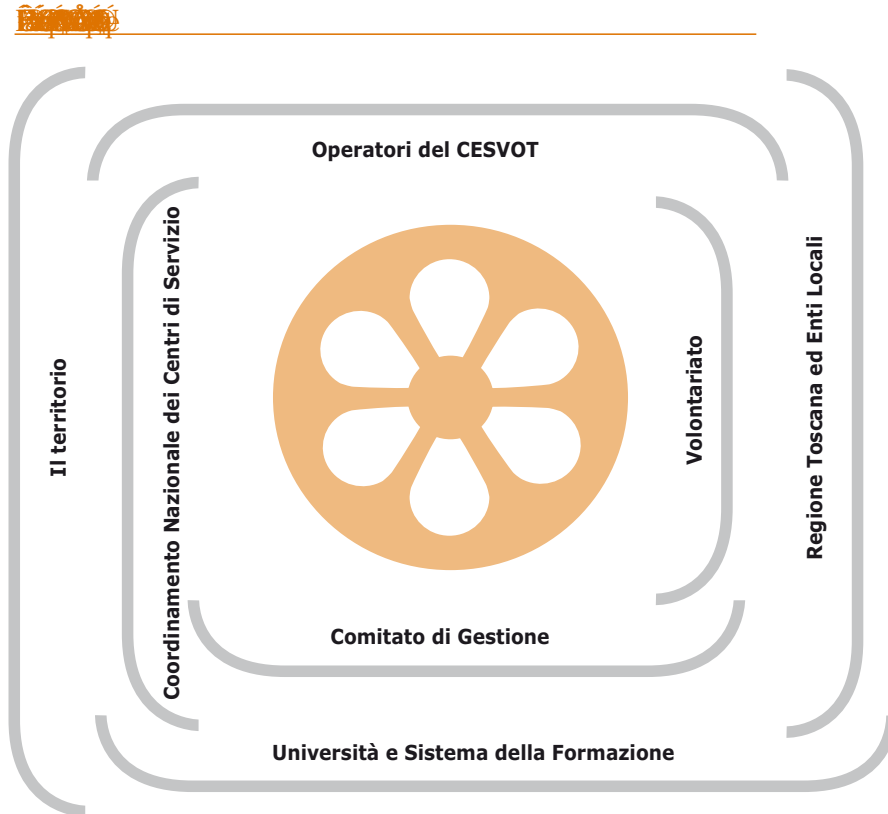 Operatori del CESVOT
Il territorio
Coordinamento Nazionale dei Centri di Servizio
Volontariato
Regione Toscana ed Enti Locali
Comitato di Gestione
Università e Sistema della Formazione